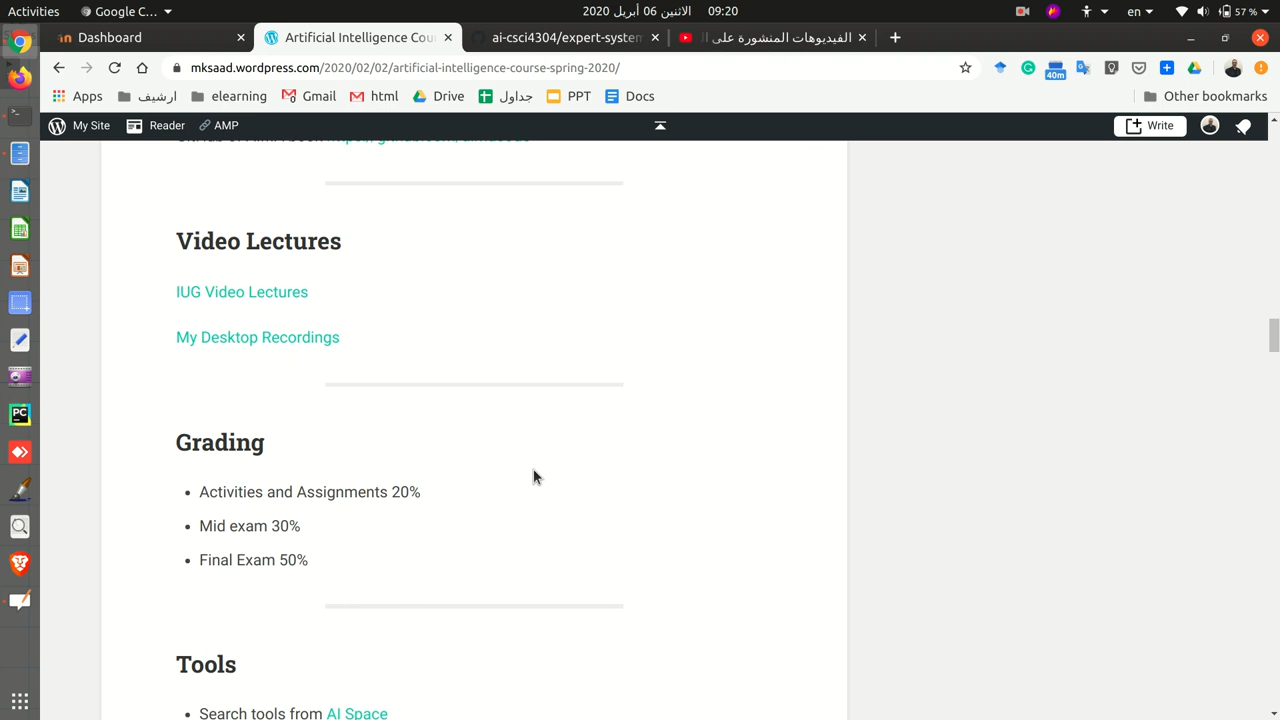 Activities Google C... الاثنين 06 أبريل 2020 09:20 en 57 %
Dashboard Artificial Intelligence Cou ai-csci4304/expert-system الفيديوهات المنشورة على ال
mksaad.wordpress.com/2020/02/02/artificial-intelligence-course-spring-2020/ 40m
Apps ارشيف elearning Gmail html Drive جداول PPT Docs Other bookmarks
My Site Reader AMP Write
Video Lectures
IUG Video Lectures
My Desktop Recordings
Grading
• Activities and Assignments 20%
• Mid exam 30%
• Final Exam 50%
Tools
• Search tools from AI Space